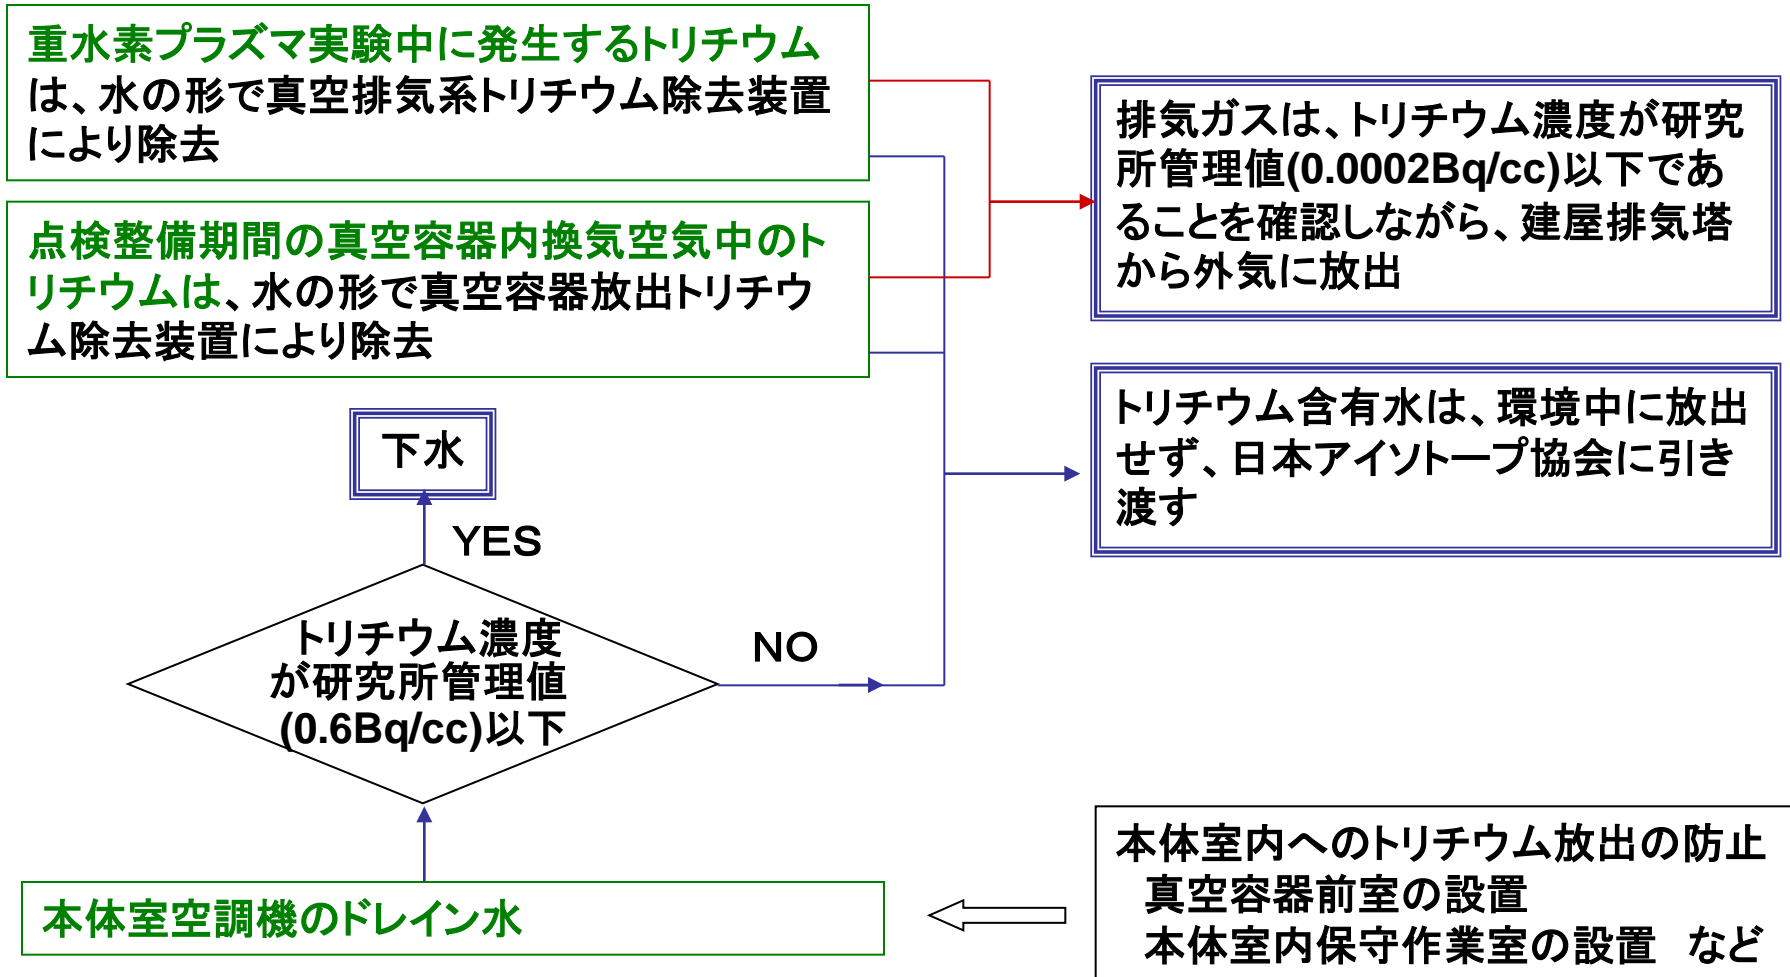 重水素プラズマ実験中に発生するトリチウム
は、水の形で真空排気系トリチウム除去装置
により除去
点検整備期間の真空容器内換気空気中のト
リチウムは、水の形で真空容器放出トリチウ
ム除去装置により除去
排気ガスは、トリチウム濃度が研究
所管理値(0.0002Bq/cc)以下であ
ることを確認しながら、建屋排気塔
から外気に放出
トリチウム含有水は、環境中に放出
せず、日本アイソトープ協会に引き
渡す
下水
YES
トリチウム濃度
が研究所管理値
(0.6Bq/cc)以下
NO
本体室空調機のドレイン水
本体室内へのトリチウム放出の防止
真空容器前室の設置
本体室内保守作業室の設置 など